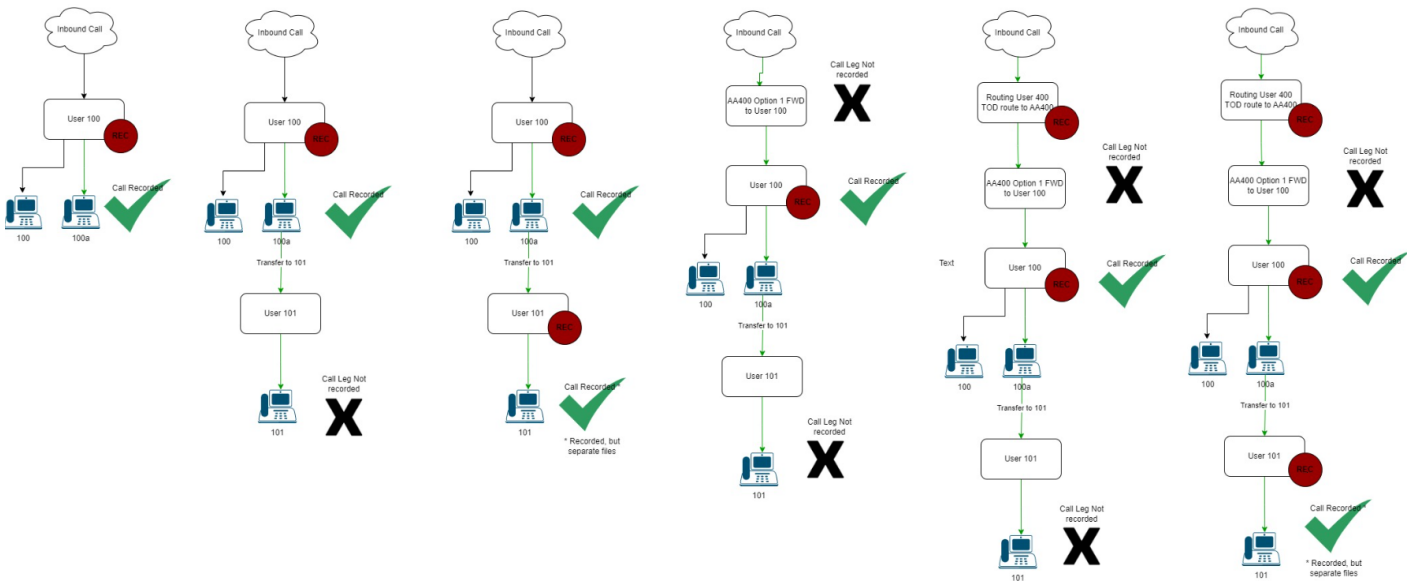 Inbound Call
User 100
REC
Call Recorded
100
100a
Inbound Call
User 100
REC
Call Recorded
100
100a
Transfer to 101
User 101
Call Leg Not
recorded
101
Inbound Call
User 100
REC
Call Recorded
100
100a
Transfer to 101
User 101
REC
Call Recorded *
101
* Recorded, but
separate files
Inbound Call
Call Leg Not
recorded
AA400 Option 1 FWD
to User 100
User 100
REC
Call Recorded
100
100a
Transfer to 101
User 101
Call Leg Not
recorded
101
Inbound Call
Routing User 400
TOD route to AA400
REC
Call Leg Not
recorded
AA400 Option 1 FWD
to User 100
Text
User 100
REC
Call Recorded
100
100a
Transfer to 101
User 101
Call Leg Not
recorded
101
Inbound Call
Routing User 400
TOD route to AA400
REC
Call Leg Not
recorded
AA400 Option 1 FWD
to User 100
User 100
REC
Call Recorded
100
100a
Transfer to 101
User 101
REC
Call Recorded *
101
* Recorded, but
separate files